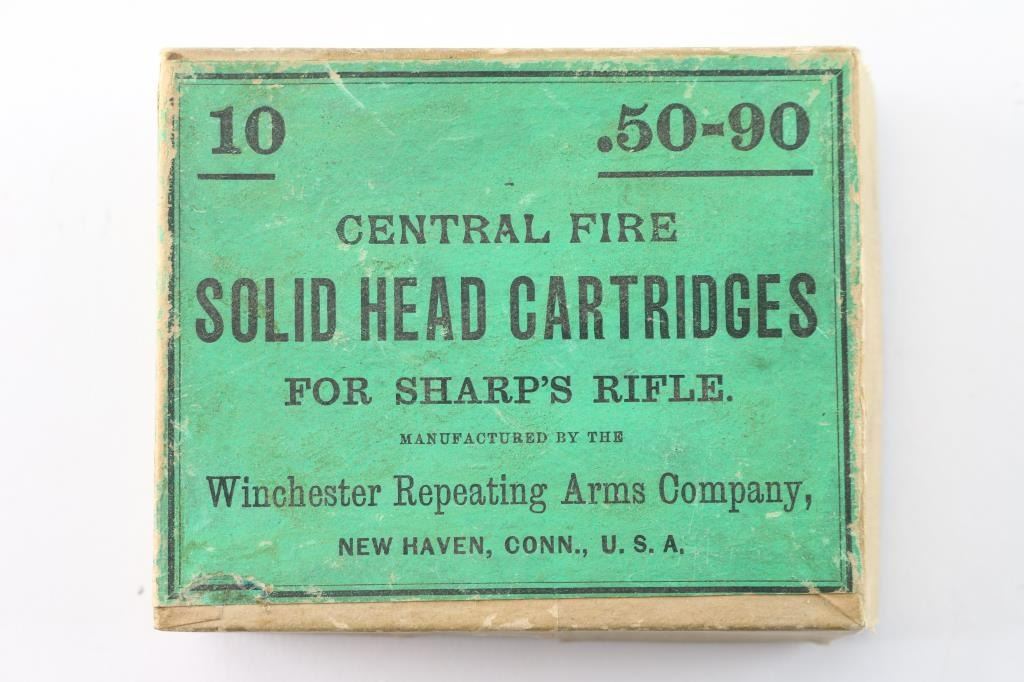 10 .50-90
CENTRAL FIRE
SOLID HEAD CARTRIDGES
FOR SHARP'S RIFLE.
MANUFACTURED BY THE
Winchester Repeating Arms Company,
NEW HAVEN, CONN., U. S. A.